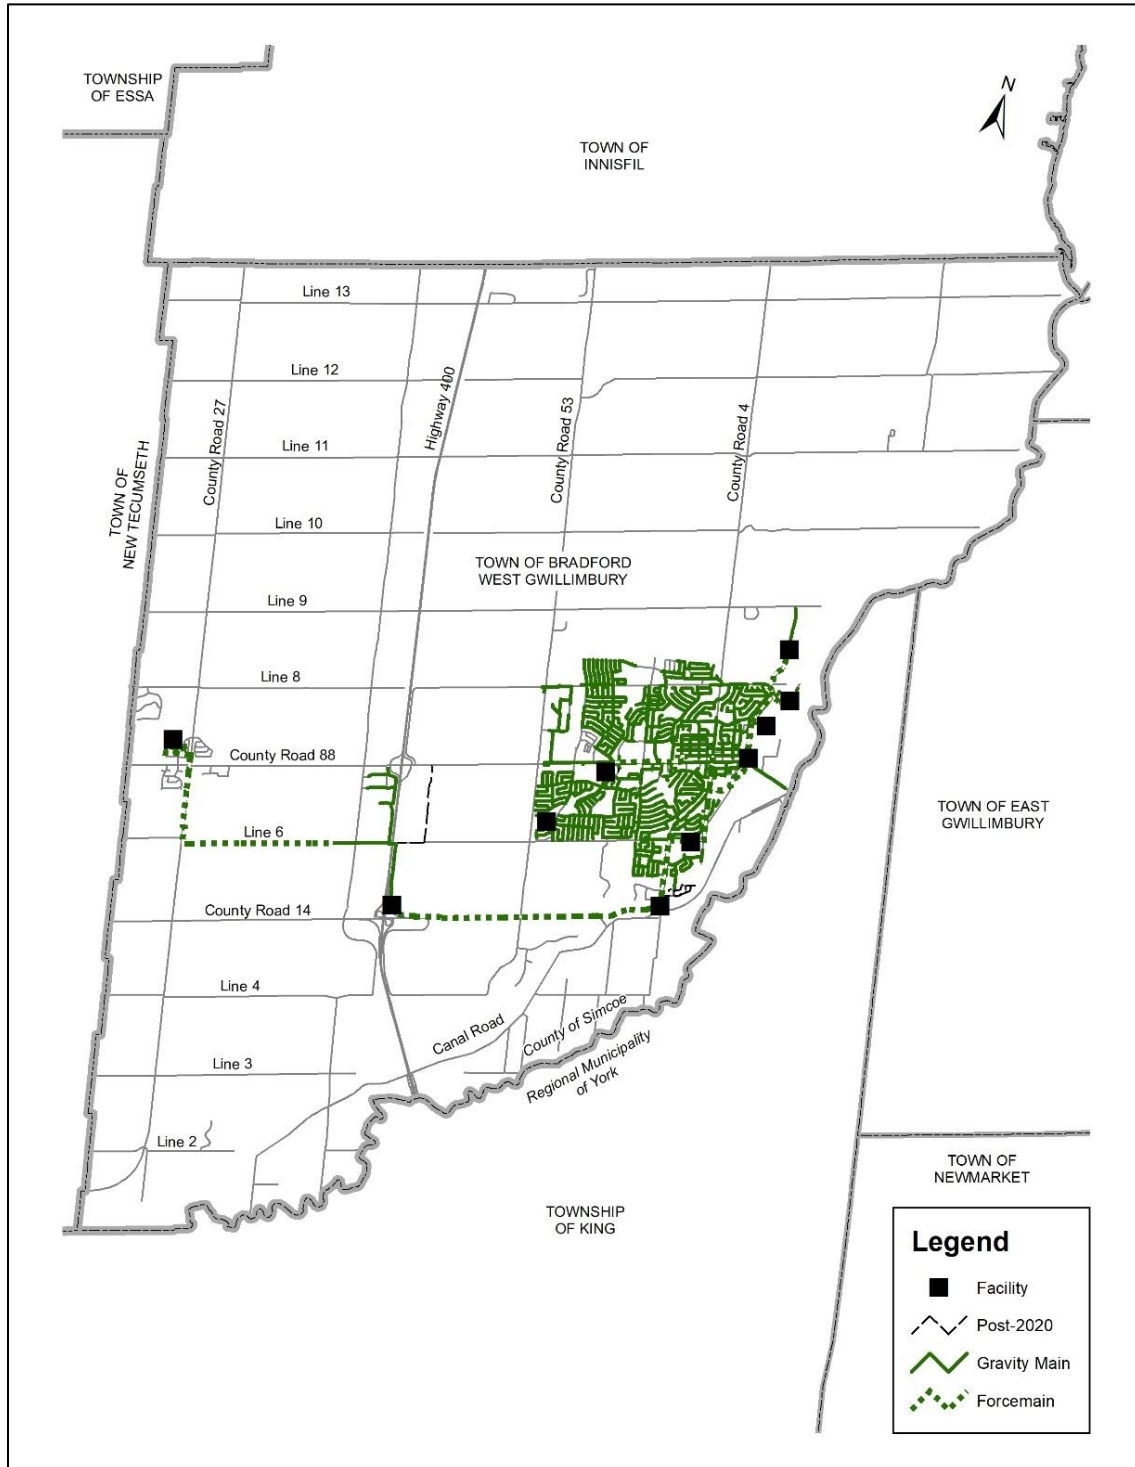 TOWNSHIP
OF ESSA
N
TOWN OF
INNISFIL
Line 13
Line 12
Highway 400
County Road 27
County Road 53
County Road 4
Line 11
TOWN OF
NEW TECUMSETH
Line 10
TOWN OF BRADFORD
WEST GWILLIMBURY
Line 9
Line 8
County Road 88
TOWN OF EAST
GWILLIMBURY
Line 6
County Road 14
Line 4
Canal Road
County of Simcoe
Regional Municipality
of York
Line 3
Line 2
TOWN OF
NEWMARKET
TOWNSHIP
OF KING
Legend
Facility
Post-2020
Gravity Main
Forcemain